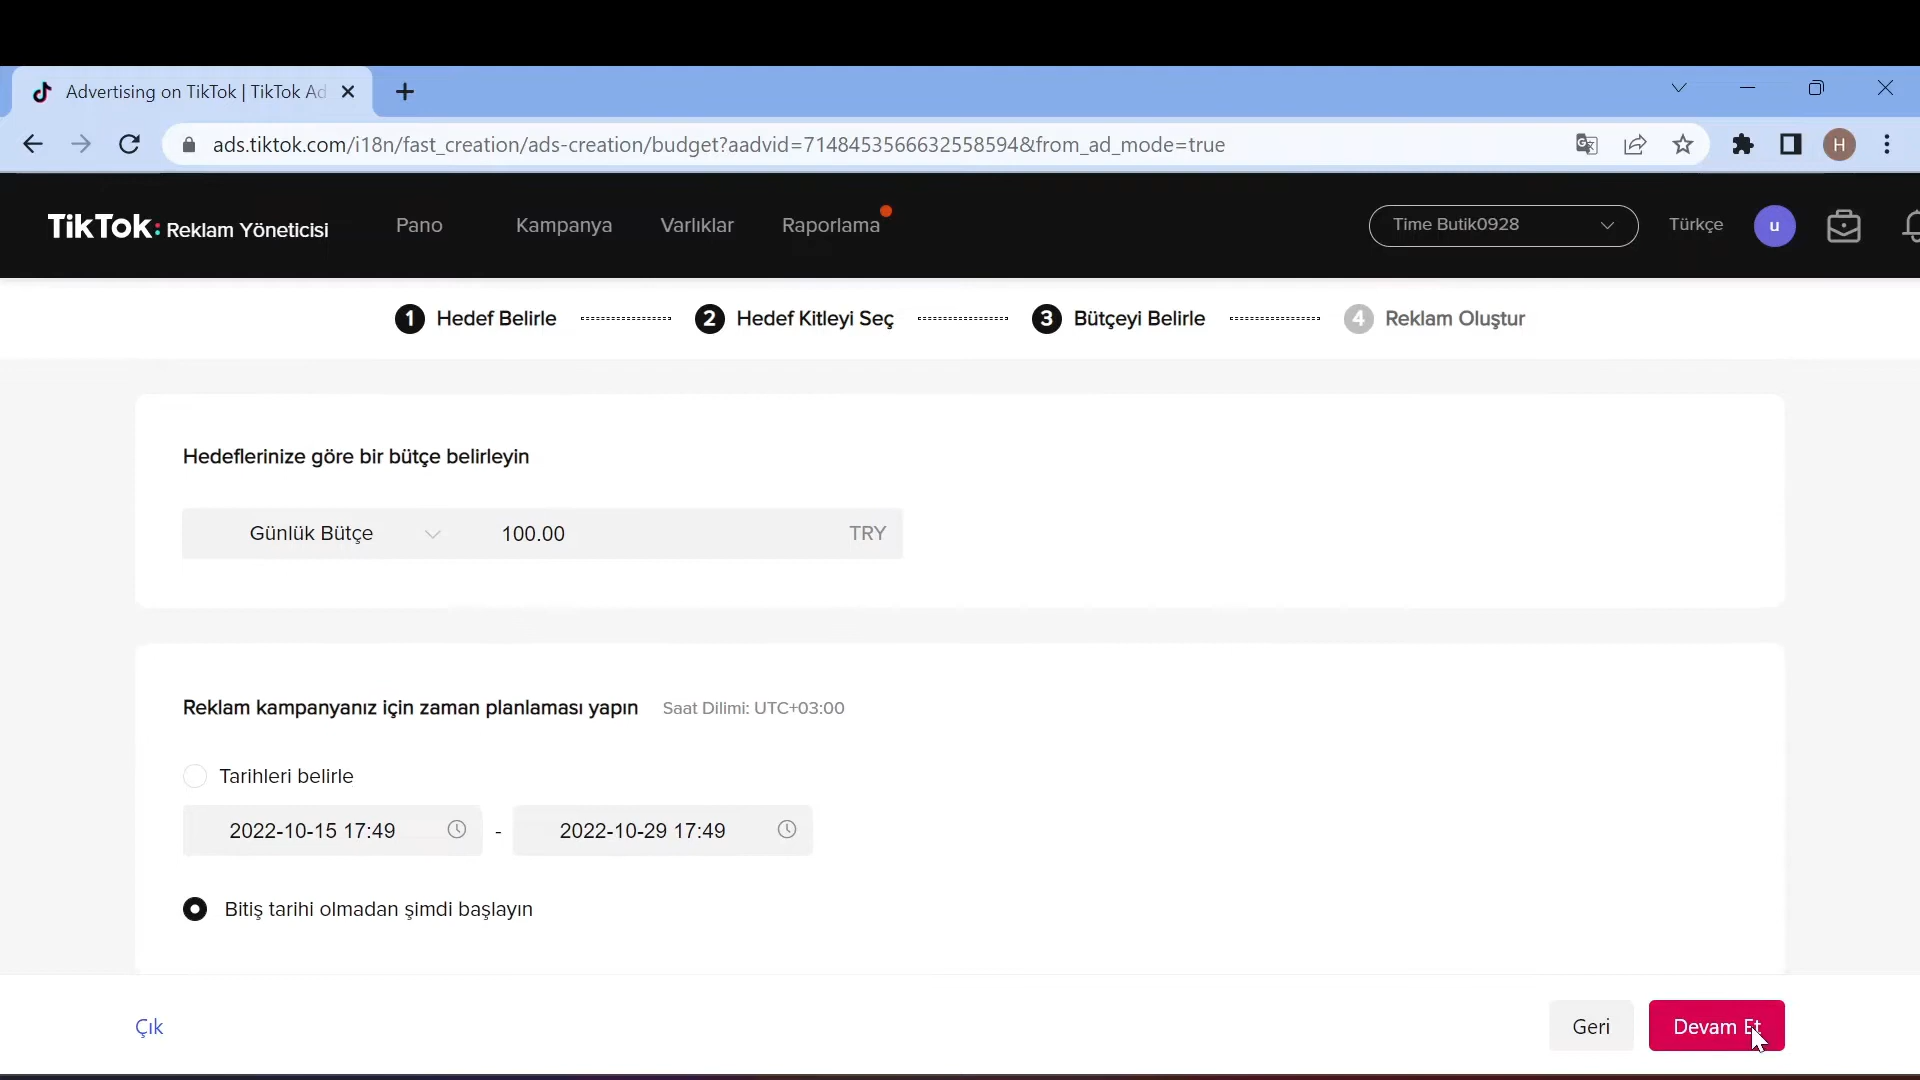 Advertising on TikTok | TikTok Ad
ads.tiktok.com/i18n/fast_creation/ads-creation/budget?aadvid=7148453566632558594&from_ad_mode=true
H
TikTok: Reklam Yöneticisi
Pano
Kampanya
Varlıklar
Raporlama
Time Butik0928
Türkçe
u
1 Hedef Belirle
2 Hedef Kitleyi Seç
3 Bütçeyi Belirle
4 Reklam Oluştur
Hedeflerinize göre bir bütçe belirleyin
Günlük Bütçe
100.00
TRY
Reklam kampanyanız için zaman planlaması yapın
Saat Dilimi: UTC+03:00
Tarihleri belirle
2022-10-15 17:49 - 2022-10-29 17:49
Bitiş tarihi olmadan şimdi başlayın
Çık
Geri
Devam Et